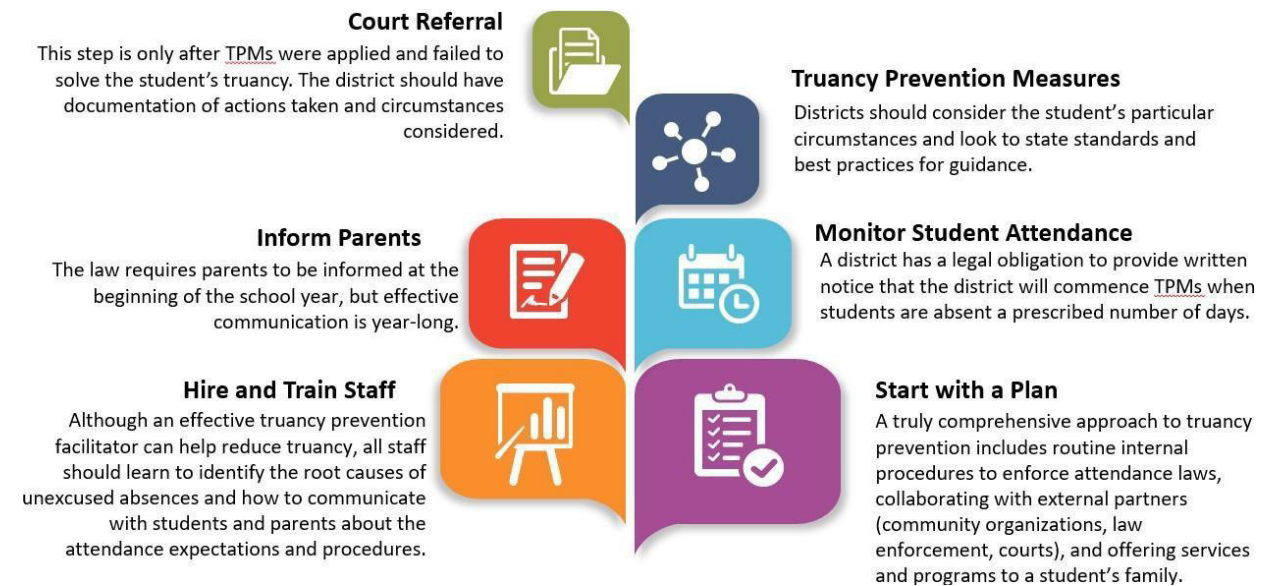 Court Referral
This step is only after TPMs were applied and failed to
solve the student's truancy. The district should have
documentation of actions taken and circumstances
considered.
Truancy Prevention Measures
Districts should consider the student's particular
circumstances and look to state standards and
best practices for guidance.
Inform Parents
The law requires parents to be informed at the
beginning of the school year, but effective
communication is year-long.
Monitor Student Attendance
A district has a legal obligation to provide written
notice that the district will commence TPMs when
students are absent a prescribed number of days.
Hire and Train Staff
Although an effective truancy prevention
facilitator can help reduce truancy, all staff
should learn to identify the root causes of
unexcused absences and how to communicate
with students and parents about the
attendance expectations and procedures.
Start with a Plan
A truly comprehensive approach to truancy
prevention includes routine internal
procedures to enforce attendance laws,
collaborating with external partners
(community organizations, law
enforcement, courts), and offering services
and programs to a student's family.